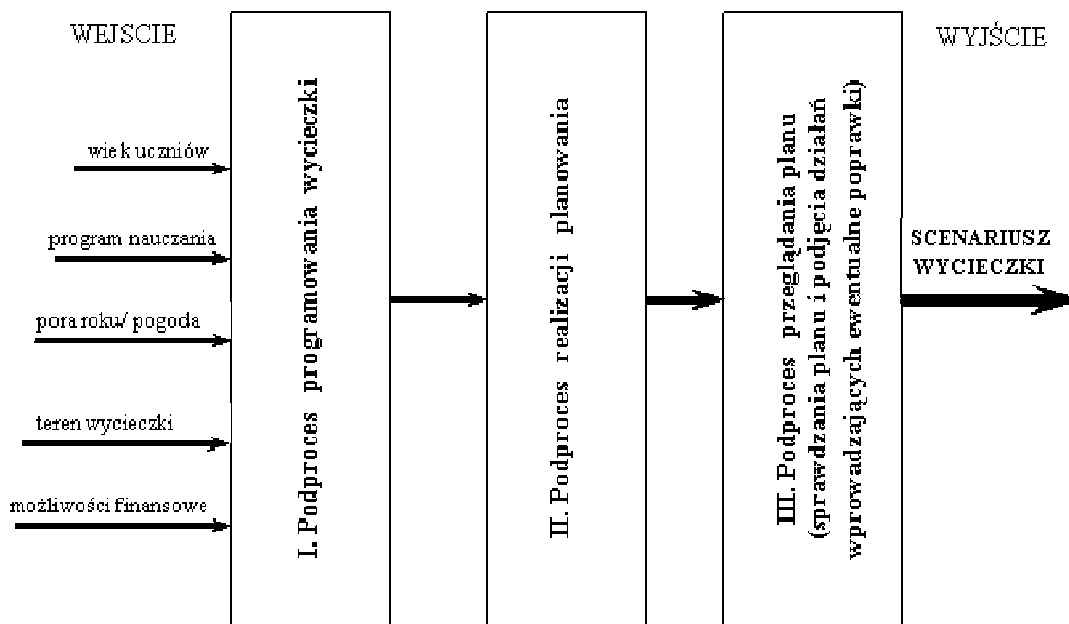 WEJSCIE
wiek uczniów
program nauczania
pora roku/ pogoda
teren wycieczki
możliwości finansowe
I. Podproces programowania wycieczki
II. Podproces realizacji planowania
III. Podproces przeglądania planu
(sprawdzania planu i podjęcia działań
wprowadzających ewentualne poprawki)
WYJŚCIE
SCENARIUSZ
WYCIECZKI